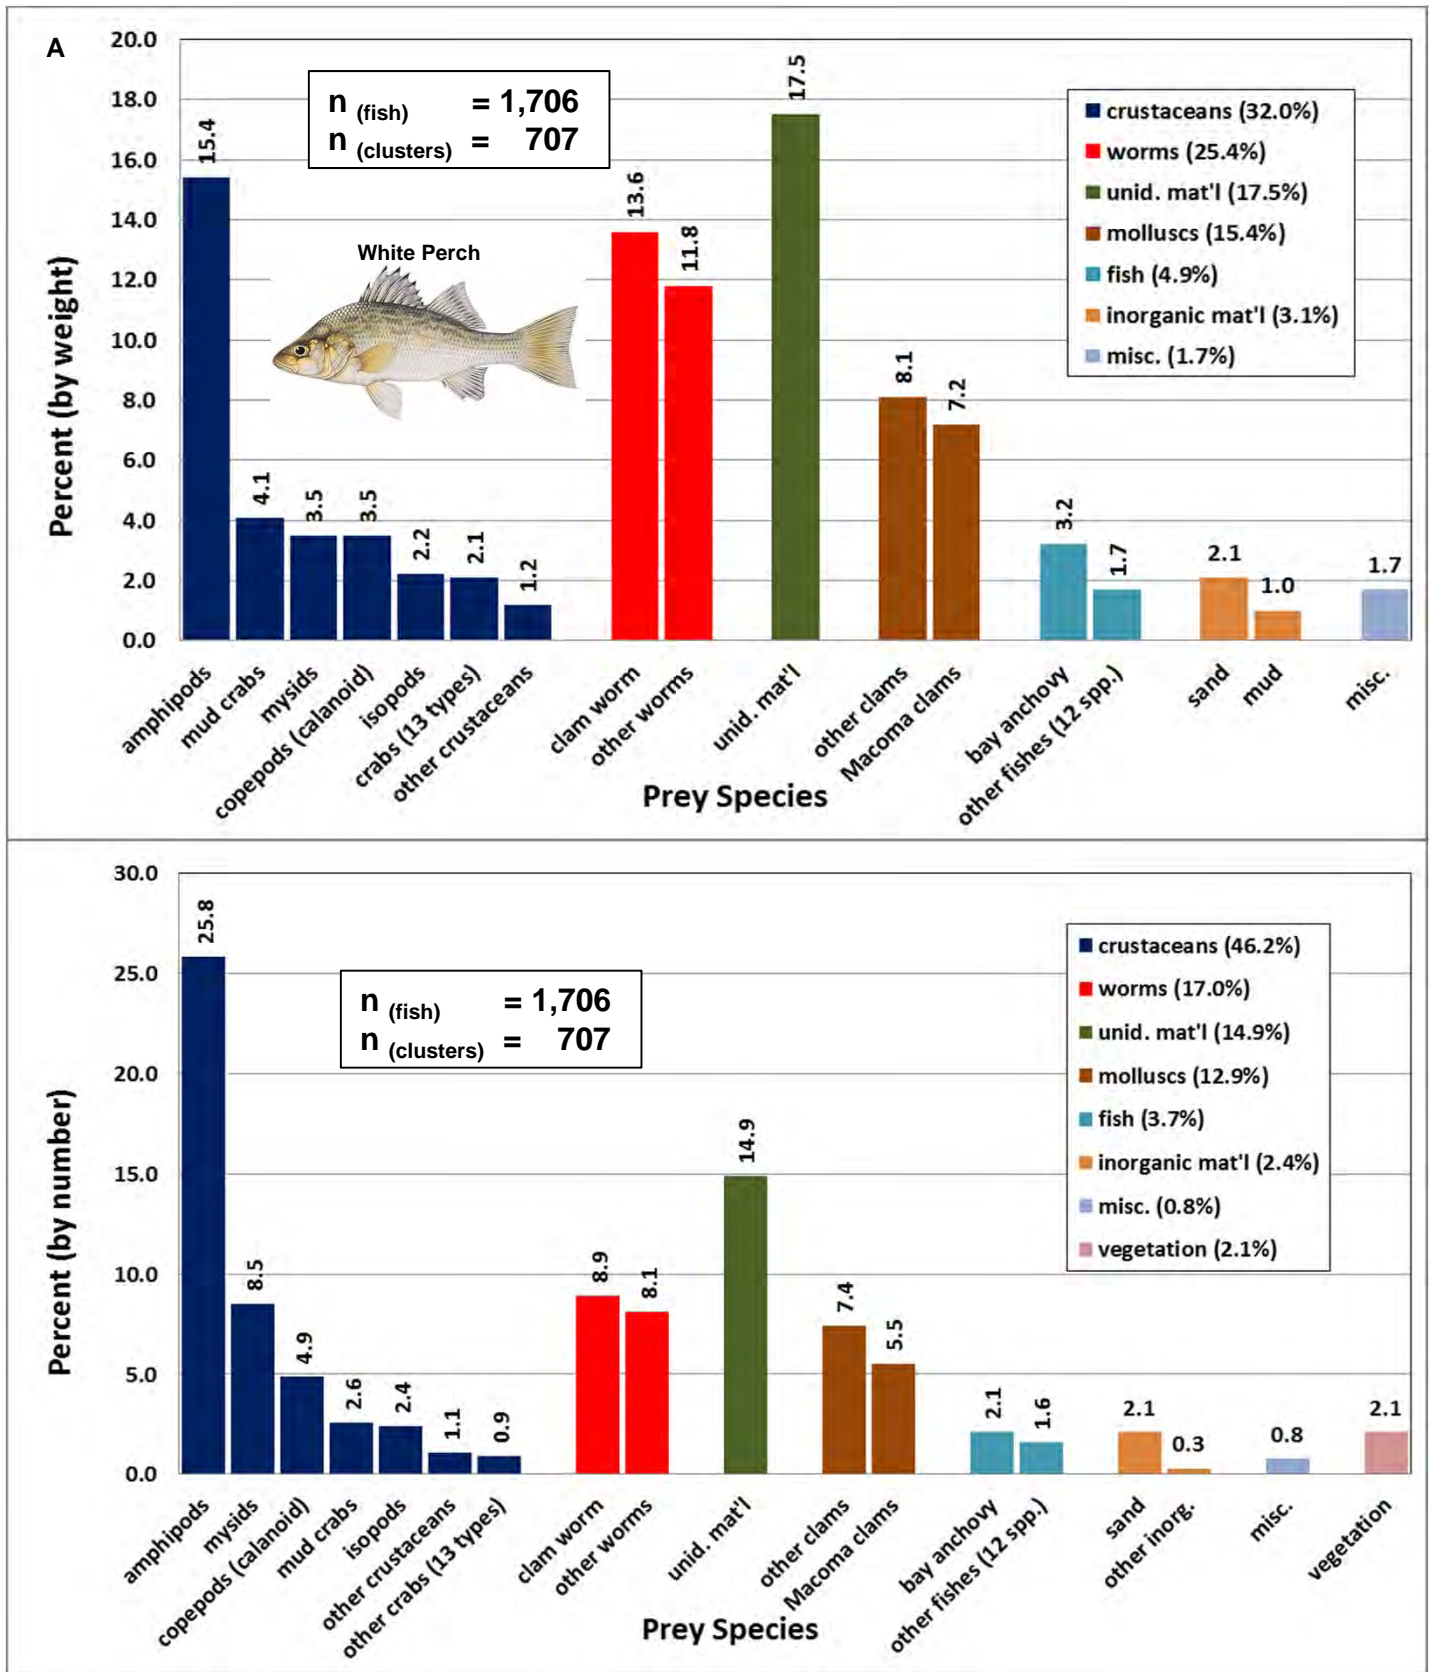 A
20.0
18.0
16.0
14.0
12.0
10.0
8.0
6.0
4.0
2.0
0.0
Percent (by weight)
n (fish) = 1,706
n (clusters) = 707
White Perch
15.4
4.1
3.5
3.5
2.2
2.1
1.2
13.6
11.8
17.5
8.1
7.2
3.2
1.7
2.1
1.0
1.7
crustaceans (32.0%)
worms (25.4%)
unid. mat'l (17.5%)
molluscs (15.4%)
fish (4.9%)
inorganic mat'l (3.1%)
misc. (1.7%)
amphipods
mud crabs
mysids
copepods (calanoid)
isopods
crabs (13 types)
other crustaceans
clam worm
other worms
unid. mat'l
other clams
Macoma clams
bay anchovy
other fishes (12 spp.)
sand
mud
misc.
Prey Species
30.0
25.0
20.0
15.0
10.0
5.0
0.0
Percent (by number)
n (fish) = 1,706
n (clusters) = 707
25.8
8.5
4.9
2.6
2.4
1.1
0.9
8.9
8.1
14.9
7.4
5.5
2.1
1.6
2.1
0.3
0.8
2.1
crustaceans (46.2%)
worms (17.0%)
unid. mat'l (14.9%)
molluscs (12.9%)
fish (3.7%)
inorganic mat'l (2.4%)
misc. (0.8%)
vegetation (2.1%)
amphipods
mysids
copepods (calanoid)
mud crabs
isopods
other crustaceans
other crabs (13 types)
clam worm
other worms
unid. mat'l
other clams
Macoma clams
bay anchovy
other fishes (12 spp.)
sand
other inorg.
misc.
vegetation
Prey Species